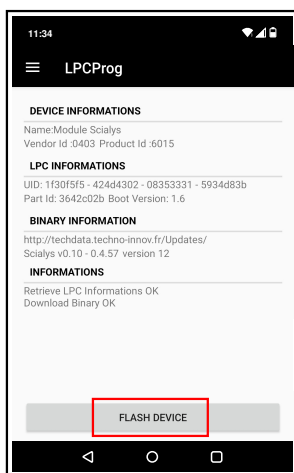 11:34
LPCProg
DEVICE INFORMATIONS
Name:Module Scialys
Vendor Id :0403 Product Id :6015
LPC INFORMATIONS
UID: 1f30f5f5 - 424d4302 - 08353331 - 5934d83b
Part Id: 3642c02b Boot Version: 1.6
BINARY INFORMATION
http://techdata.techno-innov.fr/Updates/
Scialys v0.10 - 0.4.57 version 12
INFORMATIONS
Retrieve LPC Informations OK
Download Binary OK
FLASH DEVICE